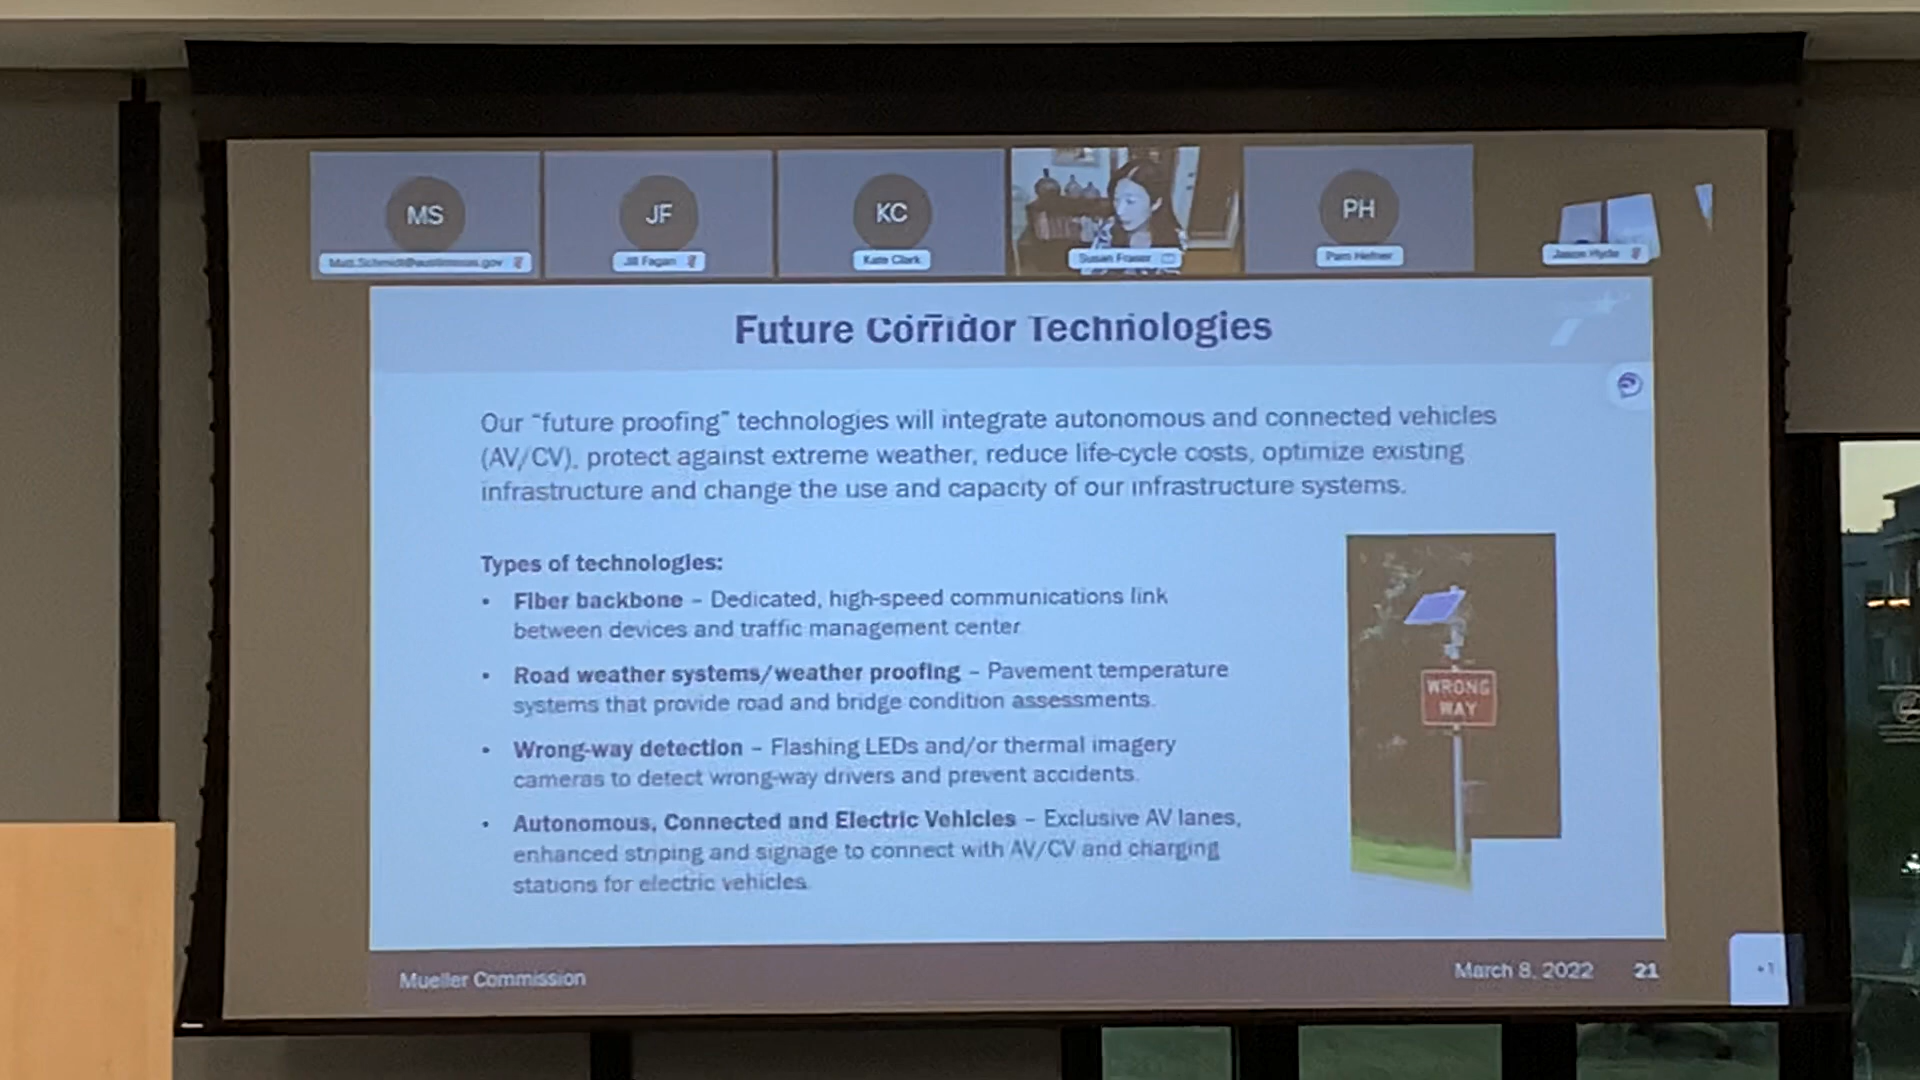 MS
JF
KC
PH
Matt.Schmidt@austintexas.gov
Jill Fagan
Kate Clark
Susan Fraser
Pam Hefner
Jason Hyde
Future Corridor Technologies
Our “future proofing” technologies will integrate autonomous and connected vehicles
(AV/CV), protect against extreme weather, reduce life-cycle costs, optimize existing
infrastructure and change the use and capacity of our infrastructure systems.
Types of technologies:
• Fiber backbone – Dedicated, high-speed communications link
between devices and traffic management center
• Road weather systems/weather proofing – Pavement temperature
systems that provide road and bridge condition assessments.
• Wrong-way detection – Flashing LEDs and/or thermal imagery
cameras to detect wrong-way drivers and prevent accidents.
• Autonomous, Connected and Electric Vehicles – Exclusive AV lanes,
enhanced striping and signage to connect with AV/CV and charging
stations for electric vehicles.
WRONG
WAY
Mueller Commission
March 8, 2022 21
+1